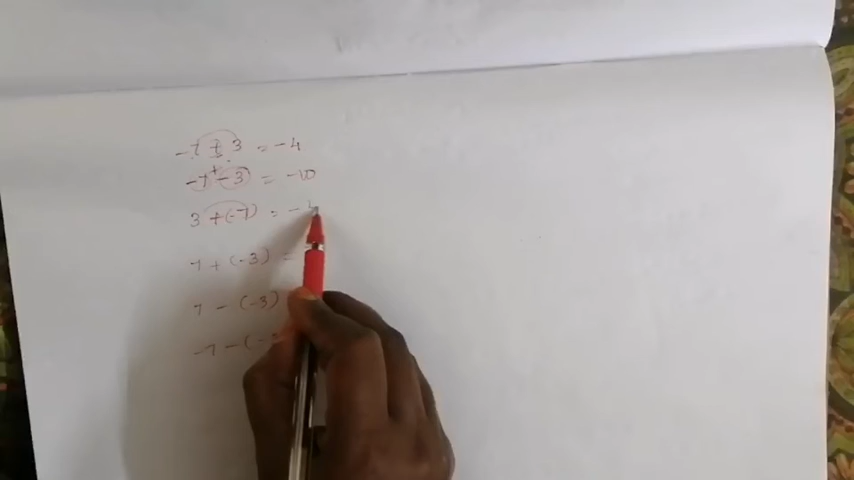 -7 + 3 = -4
-7 - 3 = -10
3 + (-7) = -4
7 + (-3) =
7 - (-3)
-7 - (-